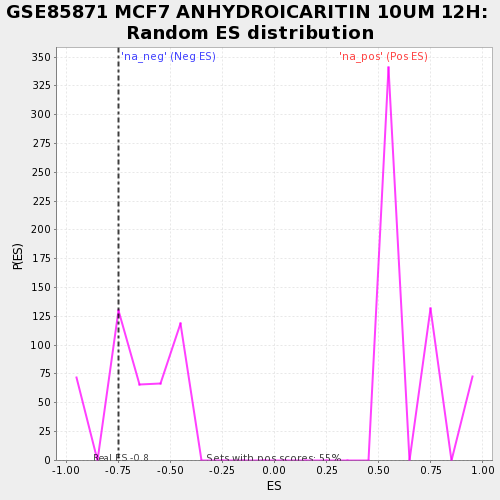 GSE85871 MCF7 ANHYDROICARITIN 10UM 12H:
Random ES distribution
'na_neg' (Neg ES)
'na_pos' (Pos ES)
350
325
300
275
250
225
200
175
150
125
100
75
50
25
0
P(ES)
Real ES -0.8
Sets with pos scores: 55%
-1.00 -0.75 -0.50 -0.25 0.00 0.25 0.50 0.75 1.00
ES